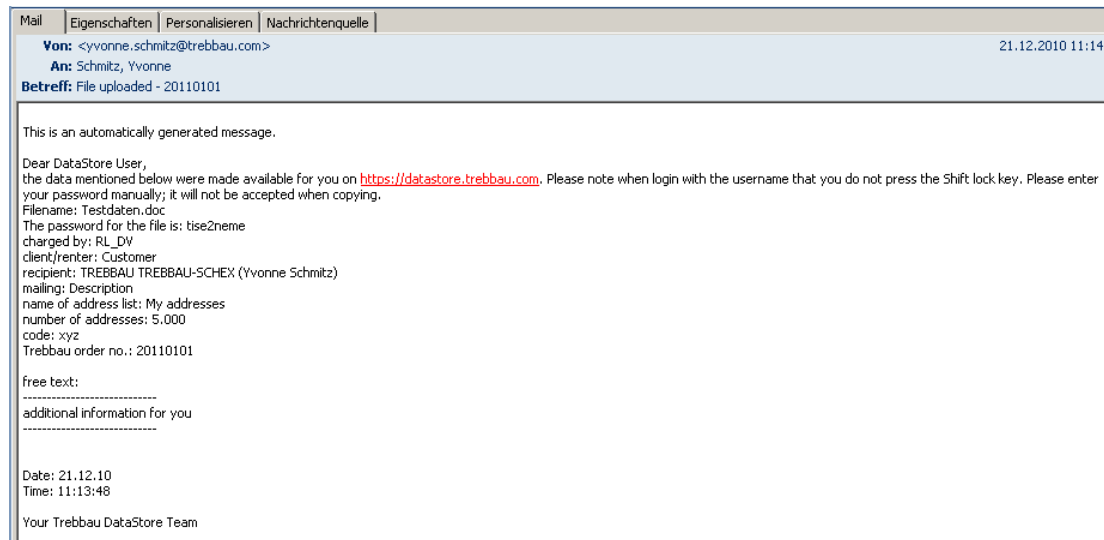 Mail Eigenschaften Personalisieren Nachrichtenquelle
Von: <yvonne.schmitz@trebbau.com> 21.12.2010 11:14
An: Schmitz, Yvonne
Betreff: File uploaded - 20110101
This is an automatically generated message.
Dear DataStore User,
the data mentioned below were made available for you on https://datastore.trebbau.com. Please note when login with the username that you do not press the Shift lock key. Please enter
your password manually; it will not be accepted when copying.
Filename: Testdaten.doc
The password for the file is: tise2neme
charged by: RL_DV
client/renter: Customer
recipient: TREBBAU TREBBAU-SCHEX (Yvonne Schmitz)
mailing: Description
name of address list: My addresses
number of addresses: 5.000
code: xyz
Trebbau order no.: 20110101
free text:
----------------------------
additional information for you
----------------------------
Date: 21.12.10
Time: 11:13:48
Your Trebbau DataStore Team